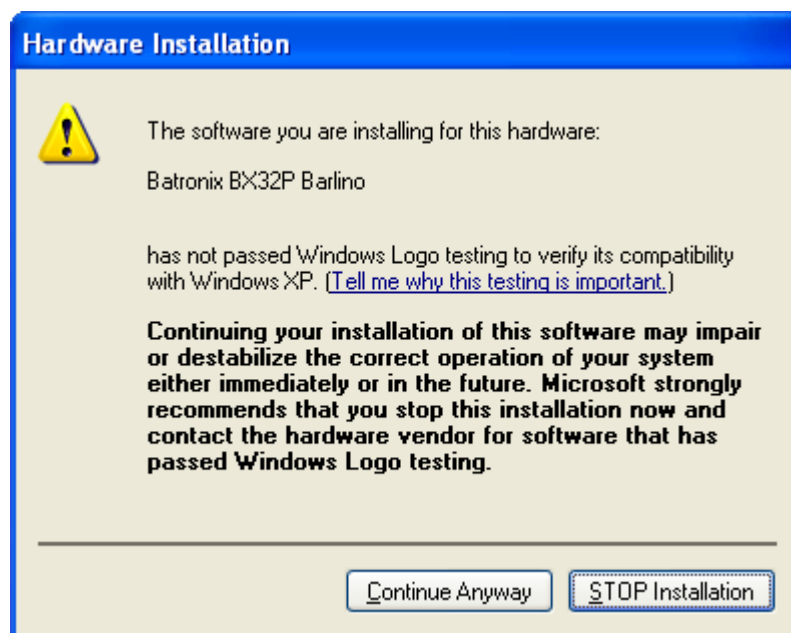 Hardware Installation
The software you are installing for this hardware:
Batronix BX32P Barlino
has not passed Windows Logo testing to verify its compatibility
with Windows XP. (Tell me why this testing is important.)
Continuing your installation of this software may impair
or destabilize the correct operation of your system
either immediately or in the future. Microsoft strongly
recommends that you stop this installation now and
contact the hardware vendor for software that has
passed Windows Logo testing.
Continue Anyway STOP Installation